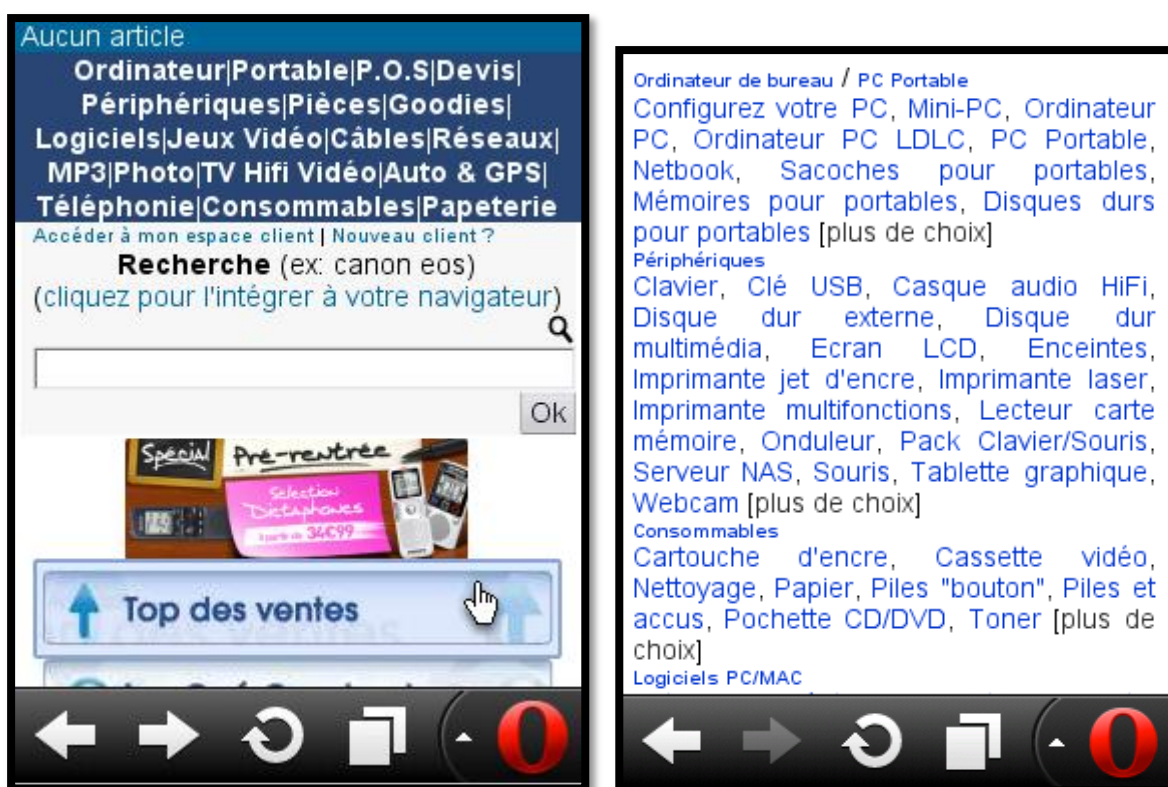 Aucun article
Ordinateur|Portable|P.O.S|Devis|
Périphériques|Pièces|Goodies|
Logiciels|Jeux Vidéo|Câbles|Réseaux|
MP3|Photo|TV Hifi Vidéo|Auto & GPS|
Téléphonie|Consommables|Papeterie
Accéder à mon espace client | Nouveau client ?
Recherche (ex: canon eos)
(cliquez pour l'intégrer à votre navigateur)
Ok
Spécial Pré-rentrée
Sélection
Dictaphones
à partir de 34€99
Top des ventes
Ordinateur de bureau / PC Portable
Configurez votre PC, Mini-PC, Ordinateur
PC, Ordinateur PC LDLC, PC Portable,
Netbook, Sacoches pour portables,
Mémoires pour portables, Disques durs
pour portables [plus de choix]
Périphériques
Clavier, Clé USB, Casque audio HiFi,
Disque dur externe, Disque dur
multimédia, Ecran LCD, Enceintes,
Imprimante jet d'encre, Imprimante laser,
Imprimante multifonctions, Lecteur carte
mémoire, Onduleur, Pack Clavier/Souris,
Serveur NAS, Souris, Tablette graphique,
Webcam [plus de choix]
Consommables
Cartouche d'encre, Cassette vidéo,
Nettoyage, Papier, Piles "bouton", Piles et
accus, Pochette CD/DVD, Toner [plus de
choix]
Logiciels PC/MAC